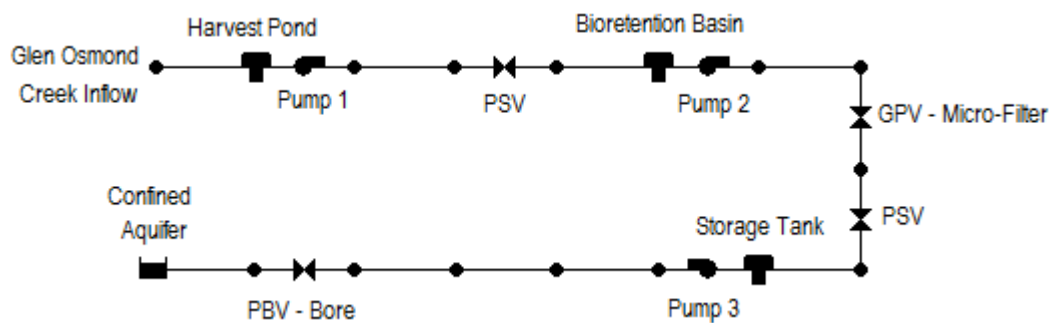 Harvest Pond
Bioretention Basin
Glen Osmond
Creek Inflow
Pump 1
PSV
Pump 2
GPV - Micro-Filter
Confined
Aquifer
Storage Tank
PSV
PBV - Bore
Pump 3